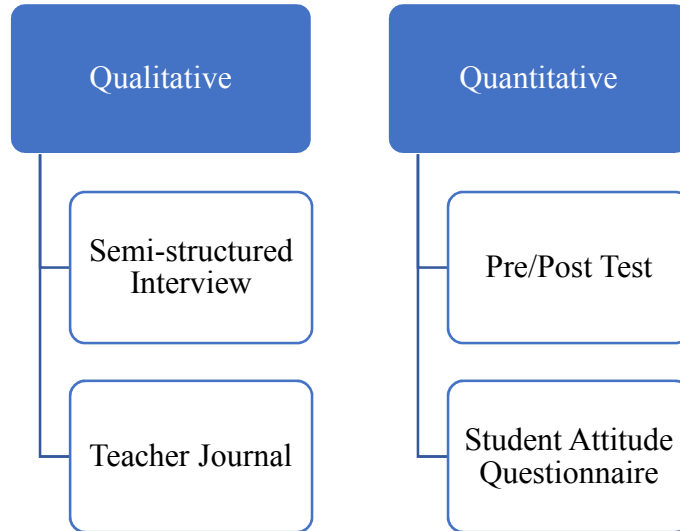 Qualitative
Semi-structured
Interview
Teacher Journal
Quantitative
Pre/Post Test
Student Attitude
Questionnaire